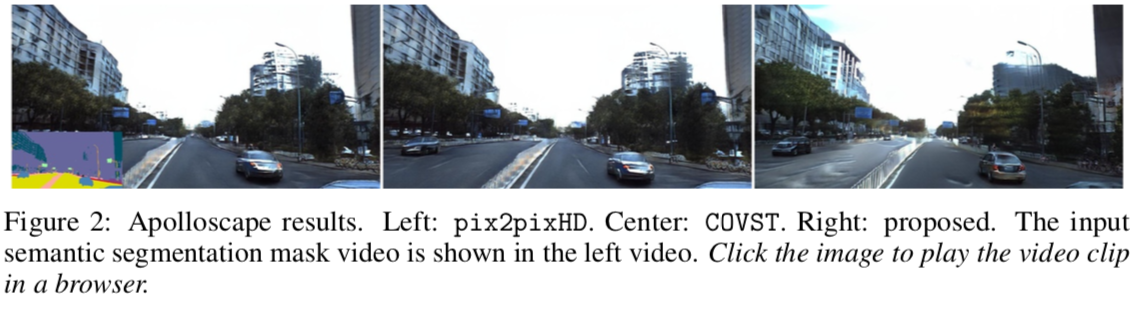 Figure 2: Apolloscape results. Left: pix2pixHD. Center: COVST. Right: proposed. The input
semantic segmentation mask video is shown in the left video. Click the image to play the video clip
in a browser.